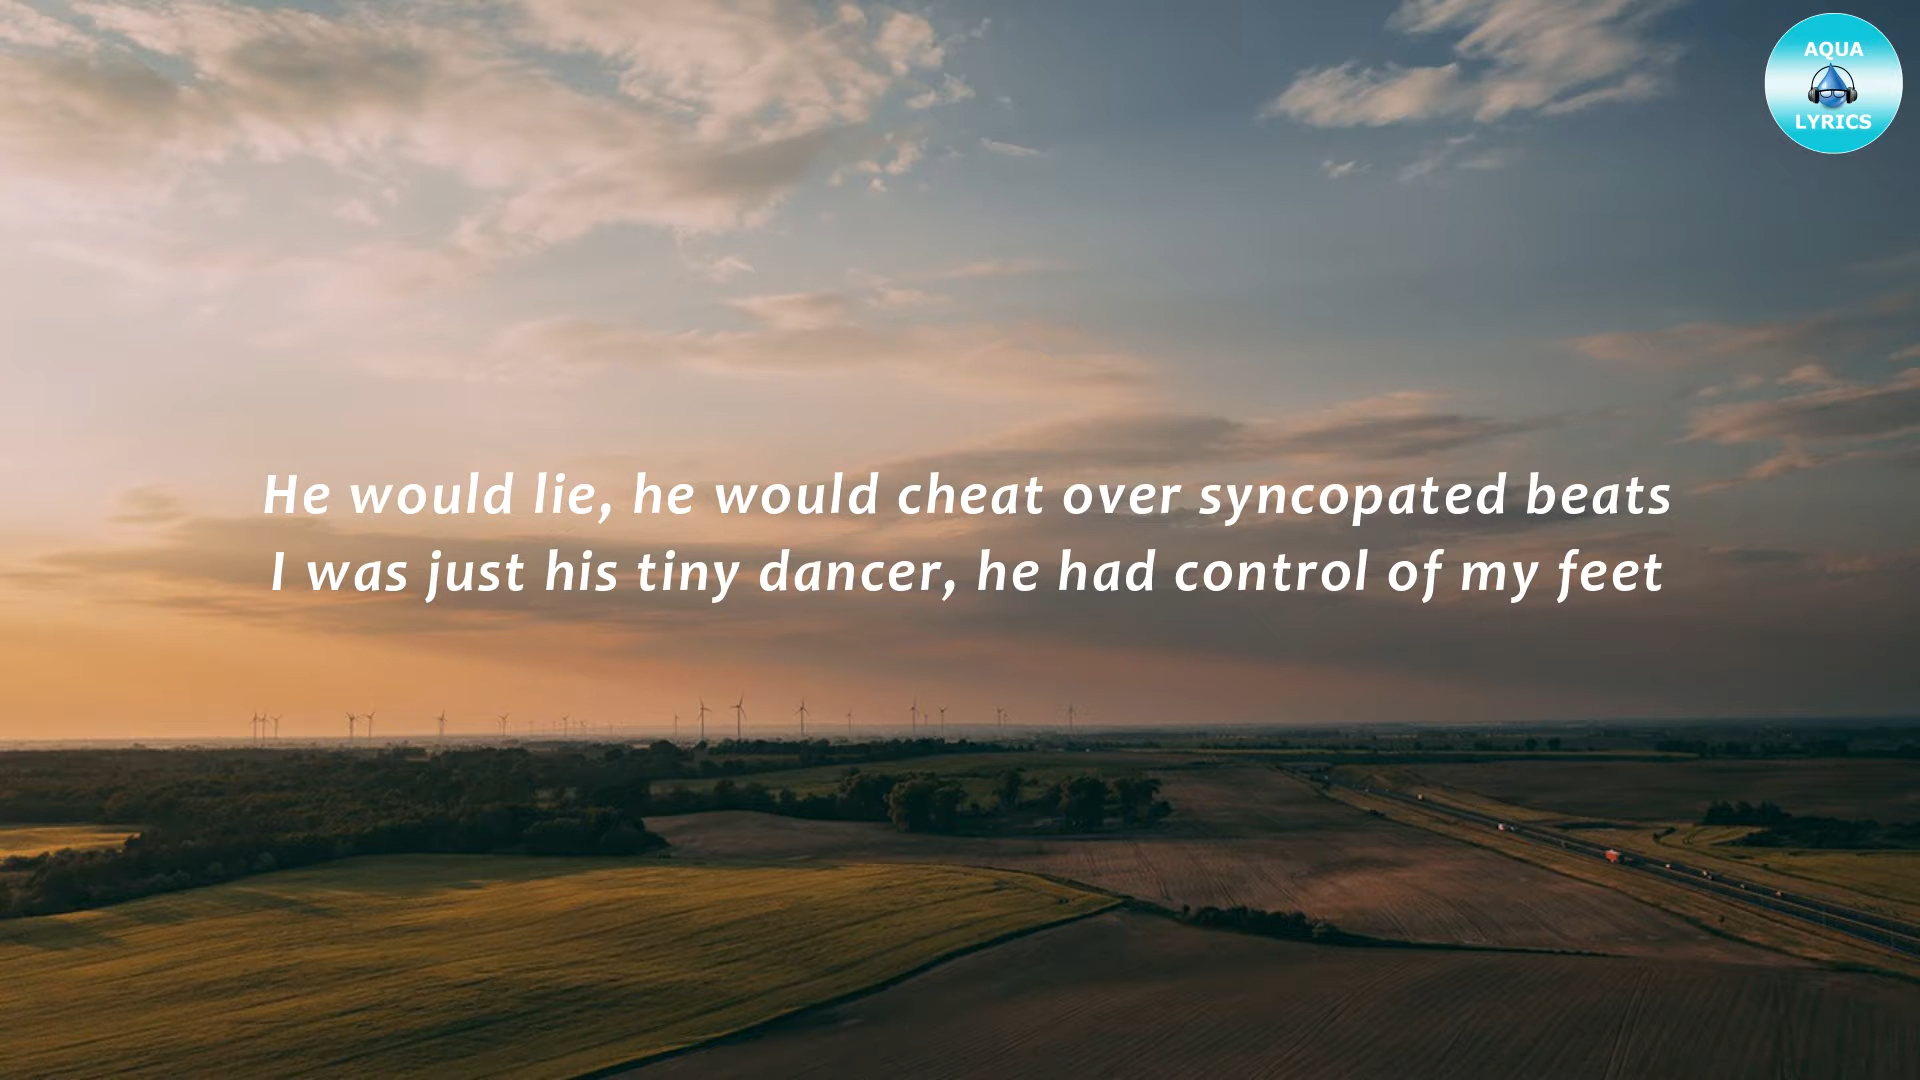 AQUA
LYRICS
He would lie, he would cheat over syncopated beats
I was just his tiny dancer, he had control of my feet